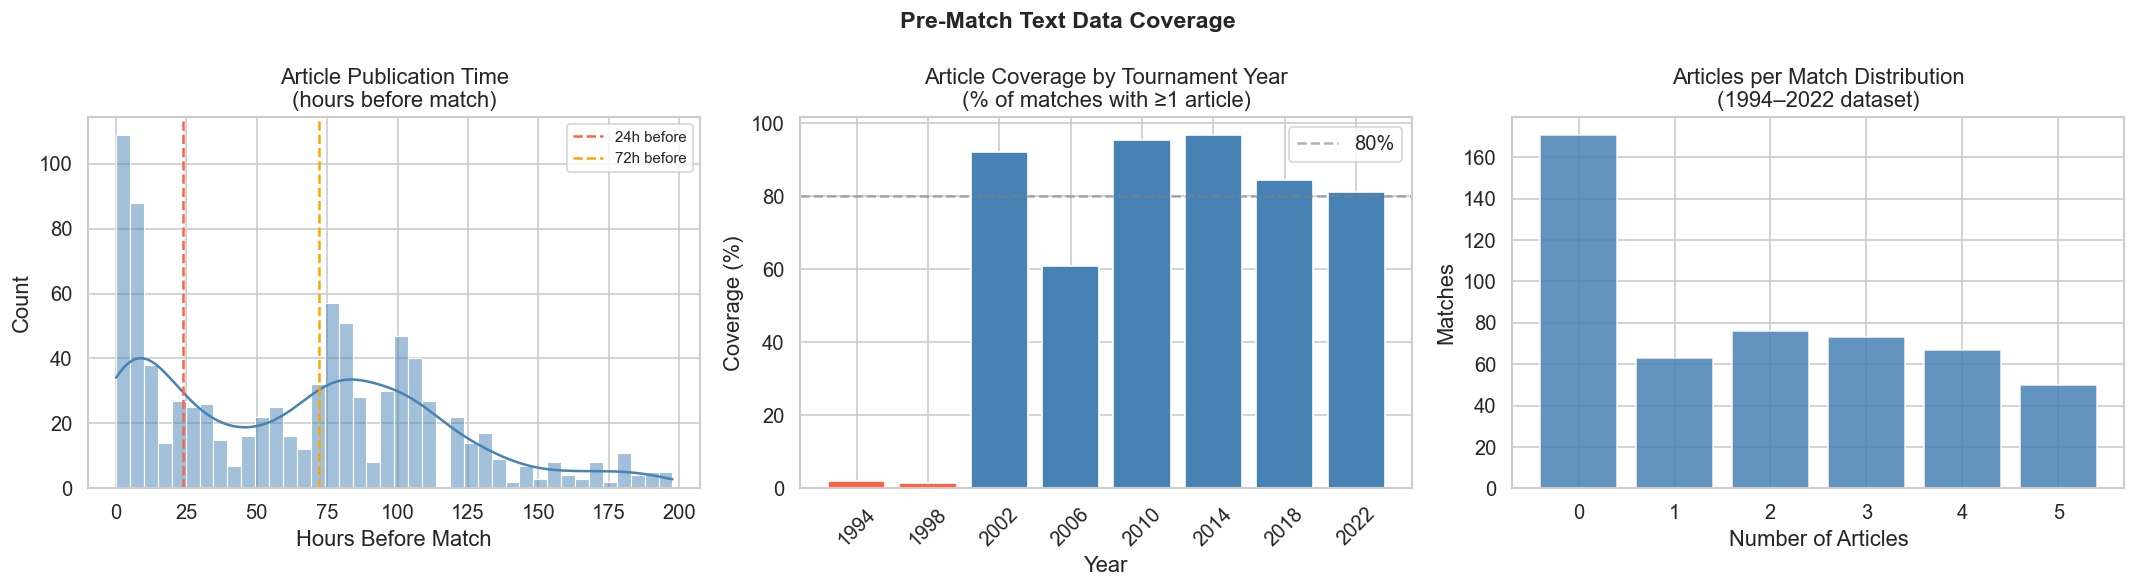 Pre-Match Text Data Coverage
Article Publication Time
(hours before match)
Count
100
80
60
40
20
0
24h before
72h before
0 25 50 75 100 125 150 175 200
Hours Before Match
Article Coverage by Tournament Year
(% of matches with ≥1 article)
Coverage (%)
100
80
60
40
20
0
80%
1994 1998 2002 2006 2010 2014 2018 2022
Year
Articles per Match Distribution
(1994–2022 dataset)
Matches
160
140
120
100
80
60
40
20
0
0 1 2 3 4 5
Number of Articles